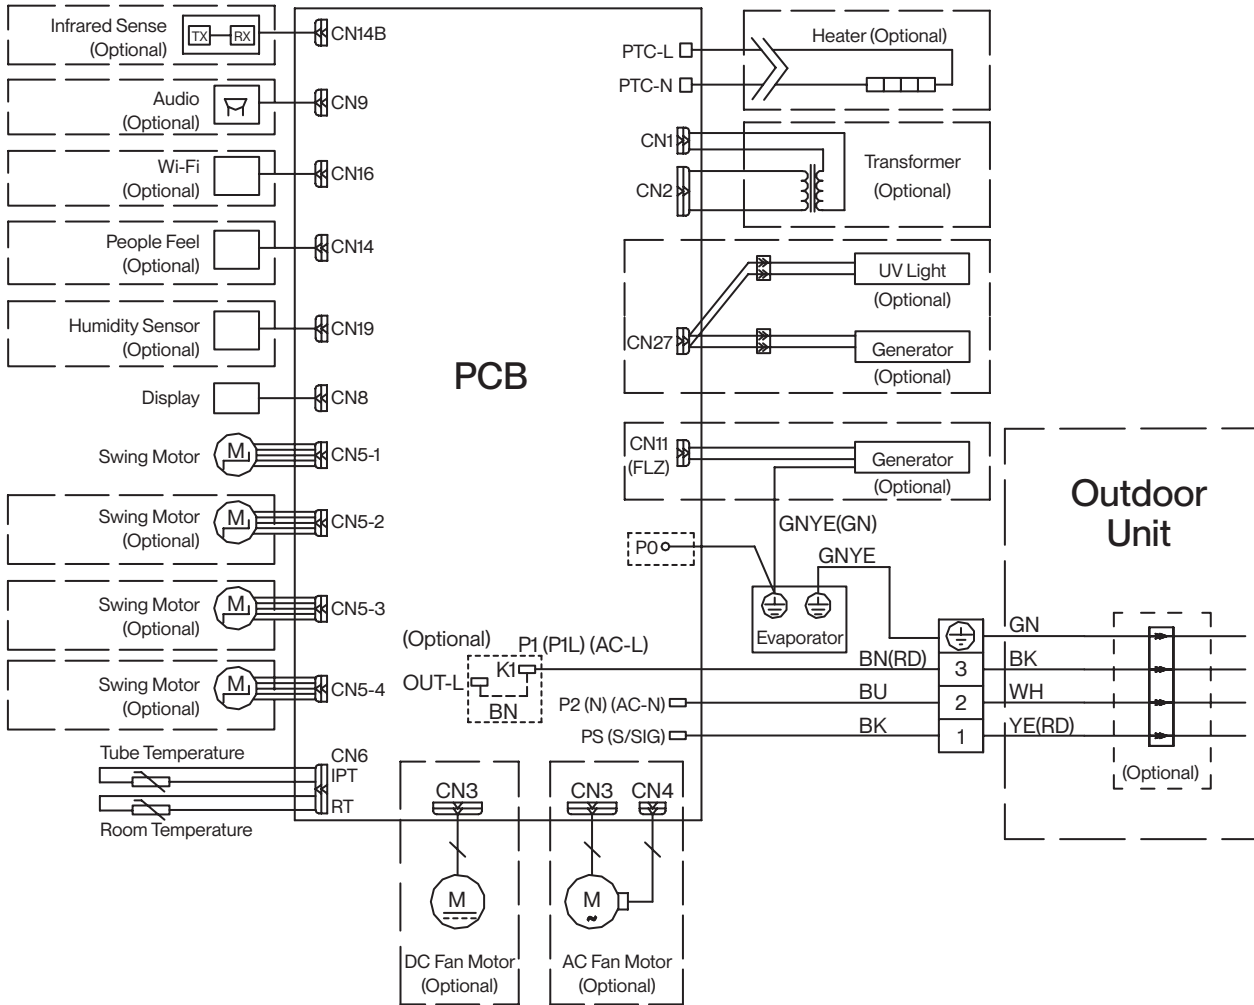 Infrared Sense
(Optional)
TX
RX
CN14B
Audio
(Optional)
CN9
Wi-Fi
(Optional)
CN16
People Feel
(Optional)
CN14
Humidity Sensor
(Optional)
CN19
Display
CN8
Swing Motor
M
CN5-1
Swing Motor
(Optional)
M
CN5-2
Swing Motor
(Optional)
M
CN5-3
Swing Motor
(Optional)
M
CN5-4
Tube Temperature
CN6
IPT
RT
Room Temperature
PCB
PTC-L
PTC-N
Heater (Optional)
CN1
CN2
Transformer
(Optional)
CN27
UV Light
(Optional)
Generator
(Optional)
CN11
(FLZ)
Generator
(Optional)
GNYE(GN)
P0
GNYE
Evaporator
(Optional)
P1 (P1L) (AC-L)
K1
OUT-L
BN
P2 (N) (AC-N)
PS (S/SIG)
BN(RD)
BU
BK
3
2
1
GN
BK
WH
YE(RD)
Outdoor
Unit
(Optional)
CN3
M
DC Fan Motor
(Optional)
CN3
CN4
M
~
AC Fan Motor
(Optional)